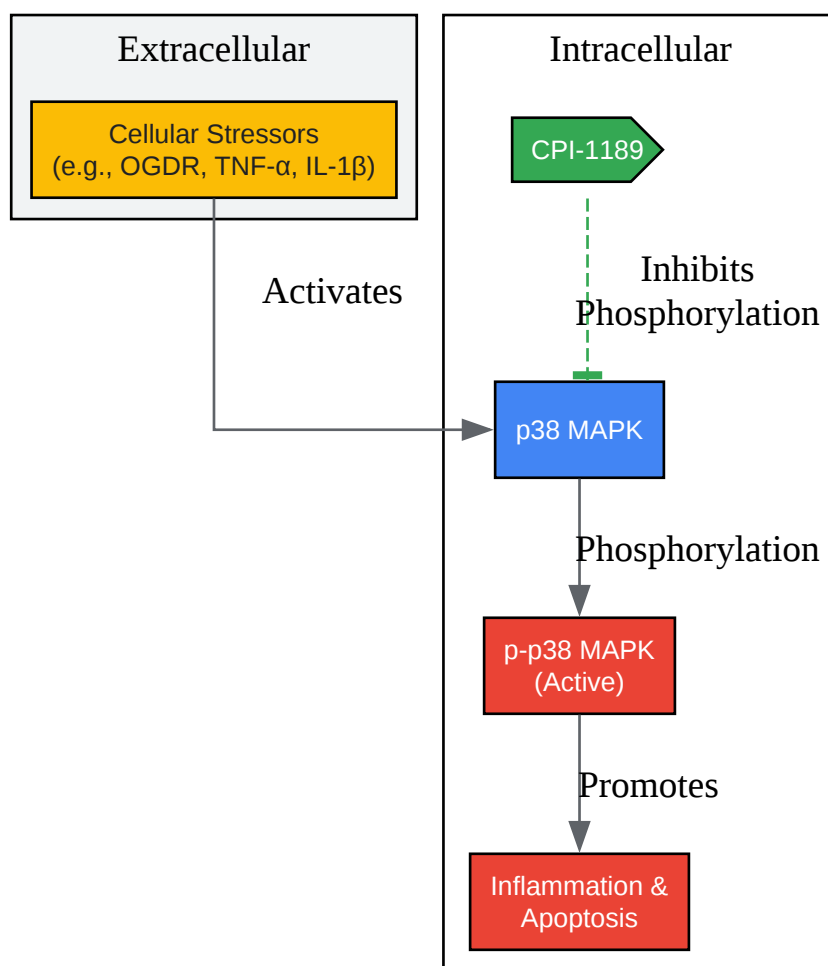 Extracellular
Cellular Stressors
(e.g., OGDR, TNF-α, IL-1β)
Activates
Intracellular
CPI-1189
Inhibits
Phosphorylation
p38 MAPK
Phosphorylation
p-p38 MAPK
(Active)
Promotes
Inflammation &
Apoptosis